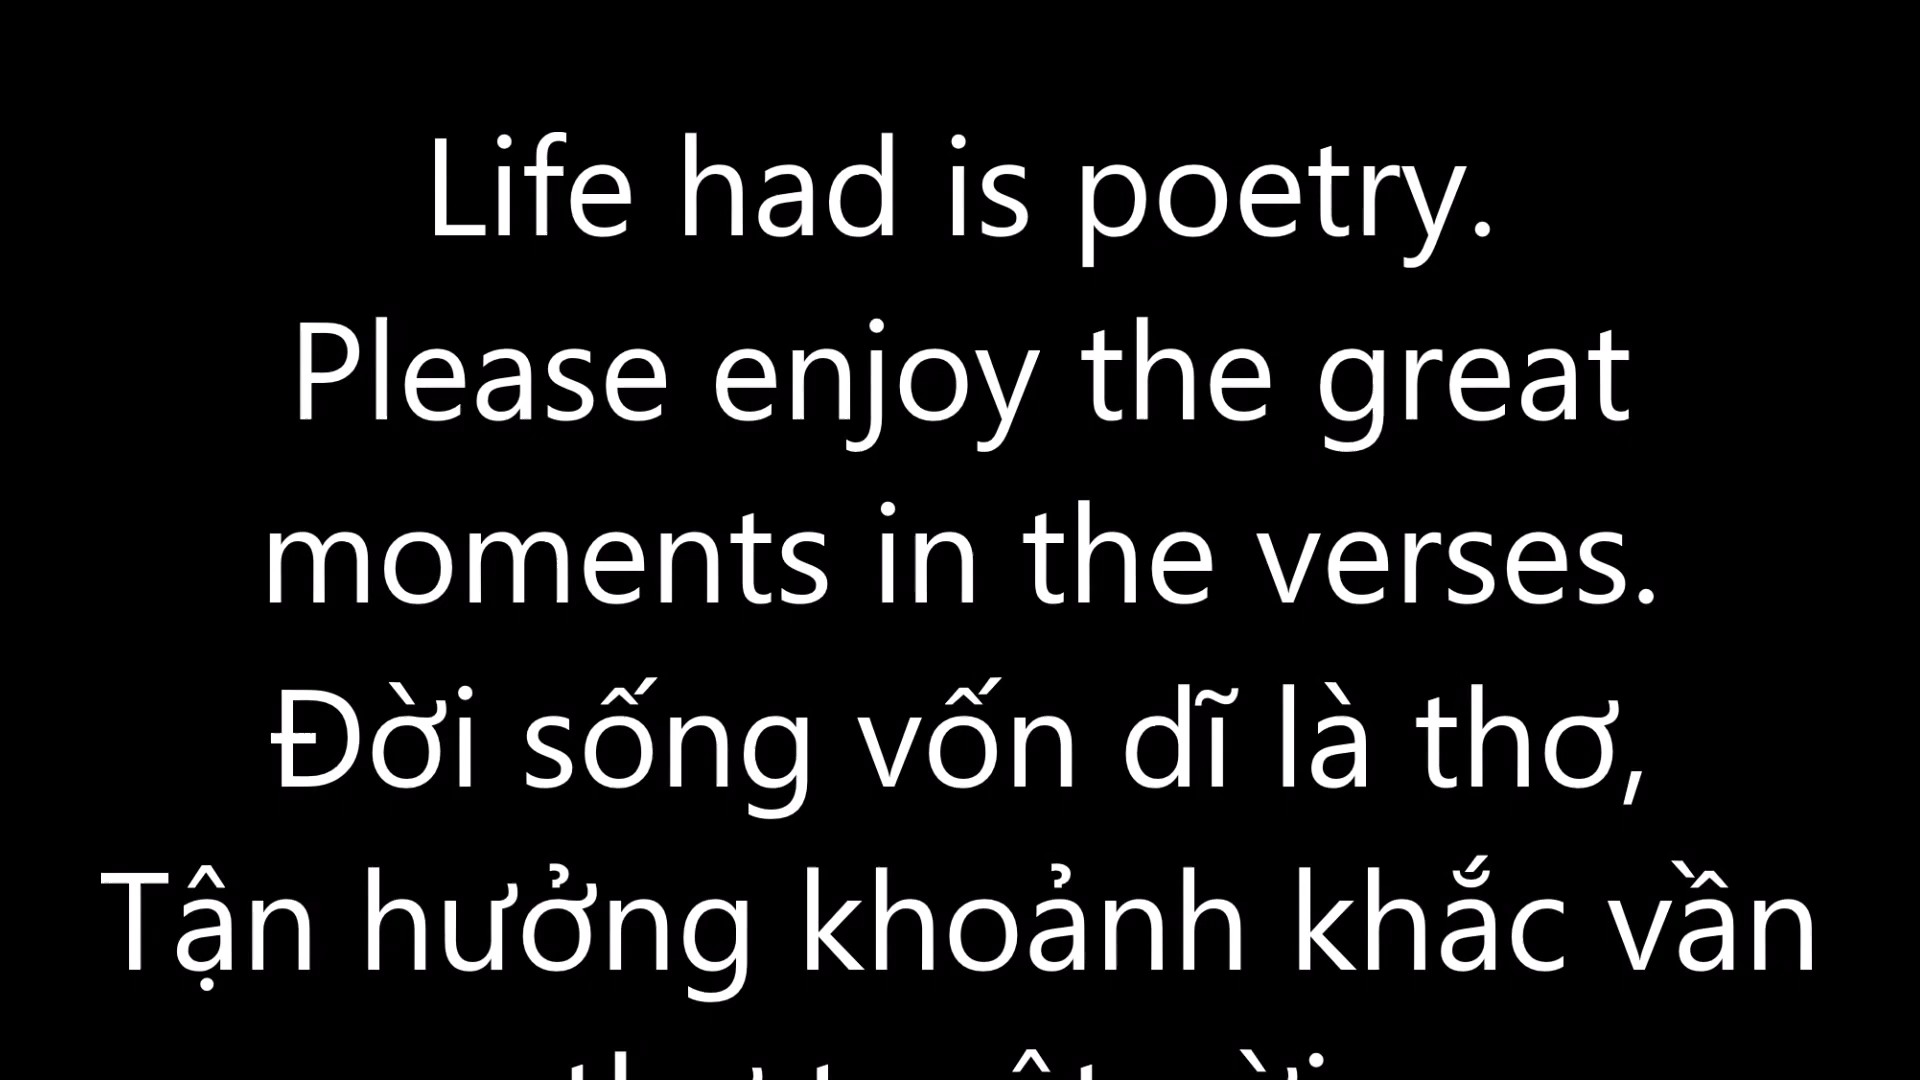 Life had is poetry.
Please enjoy the great
moments in the verses.
Đời sống vốn dĩ là thơ,
Tận hưởng khoảnh khắc vần